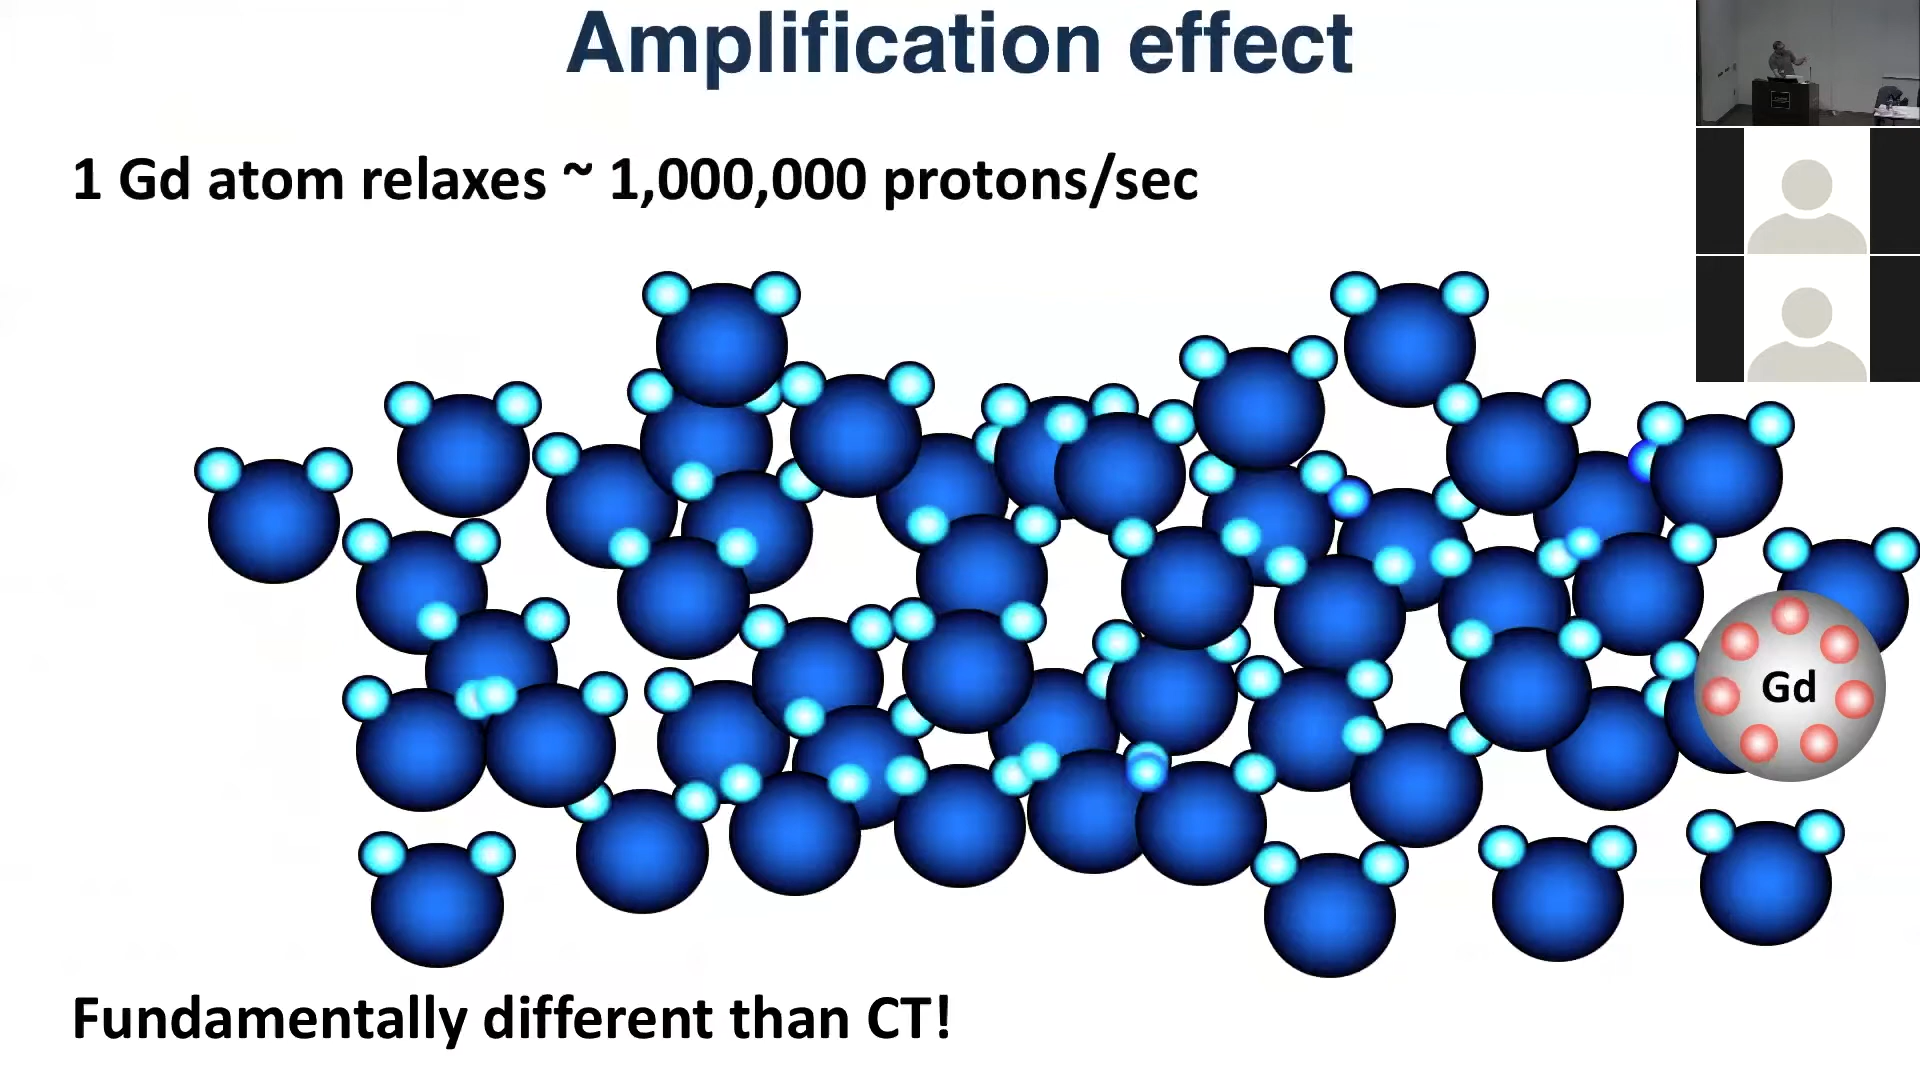 Amplification effect
1 Gd atom relaxes ~ 1,000,000 protons/sec
Gd
Fundamentally different than CT!